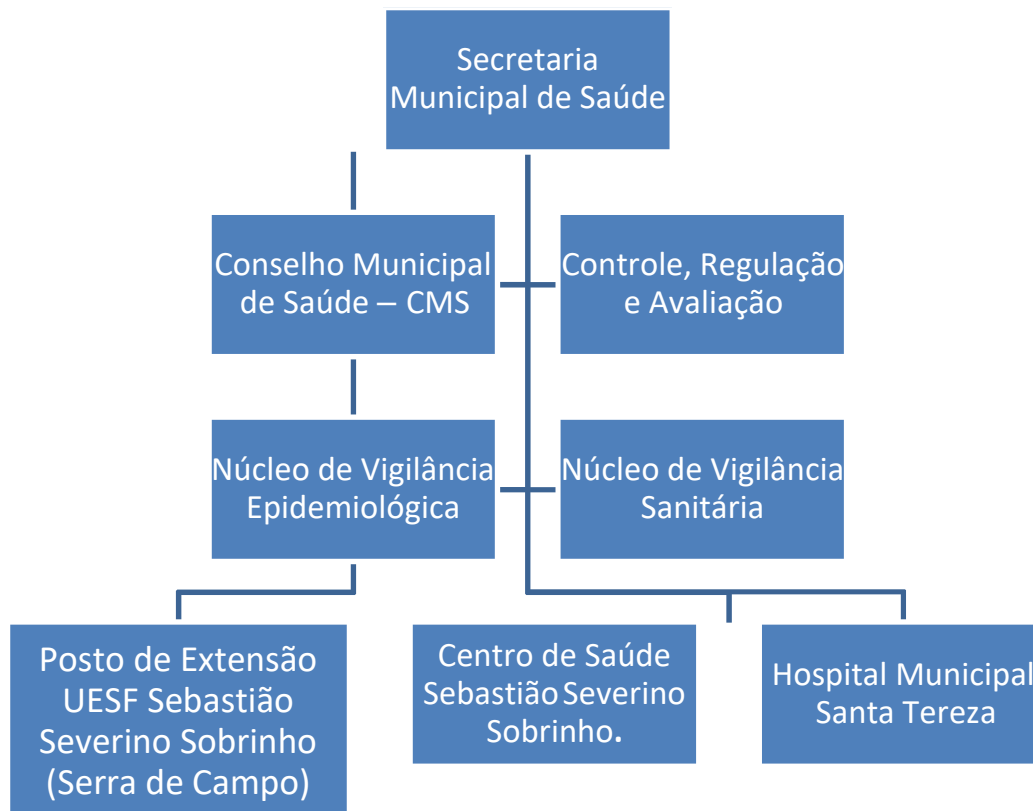 Secretaria
Municipal de Saúde
Conselho Municipal
de Saúde – CMS
Controle, Regulação
e Avaliação
Núcleo de Vigilância
Epidemiológica
Núcleo de Vigilância
Sanitária
Posto de Extensão
UESF Sebastião
Severino Sobrinho
(Serra de Campo)
Centro de Saúde
Sebastião Severino
Sobrinho.
Hospital Municipal
Santa Tereza